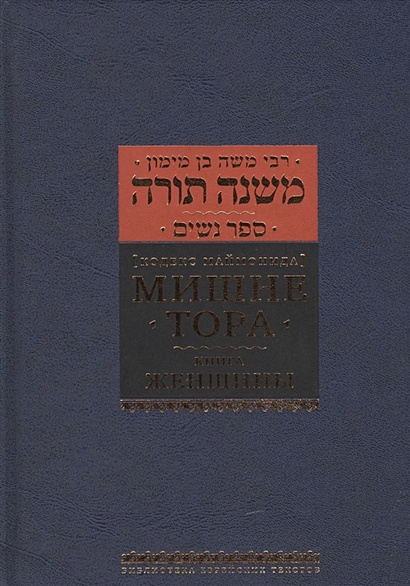 · רבי משה בן מימון ·
משנה תורה
· ספר נשים ·
[КОДЕКС МАЙМОНИДА]
МИШНЕ
· ТОРА ·
КНИГА
ЖЕНЩИНЫ
БИБЛИОТЕКА ЕВРЕЙСКИХ ТЕКСТОВ